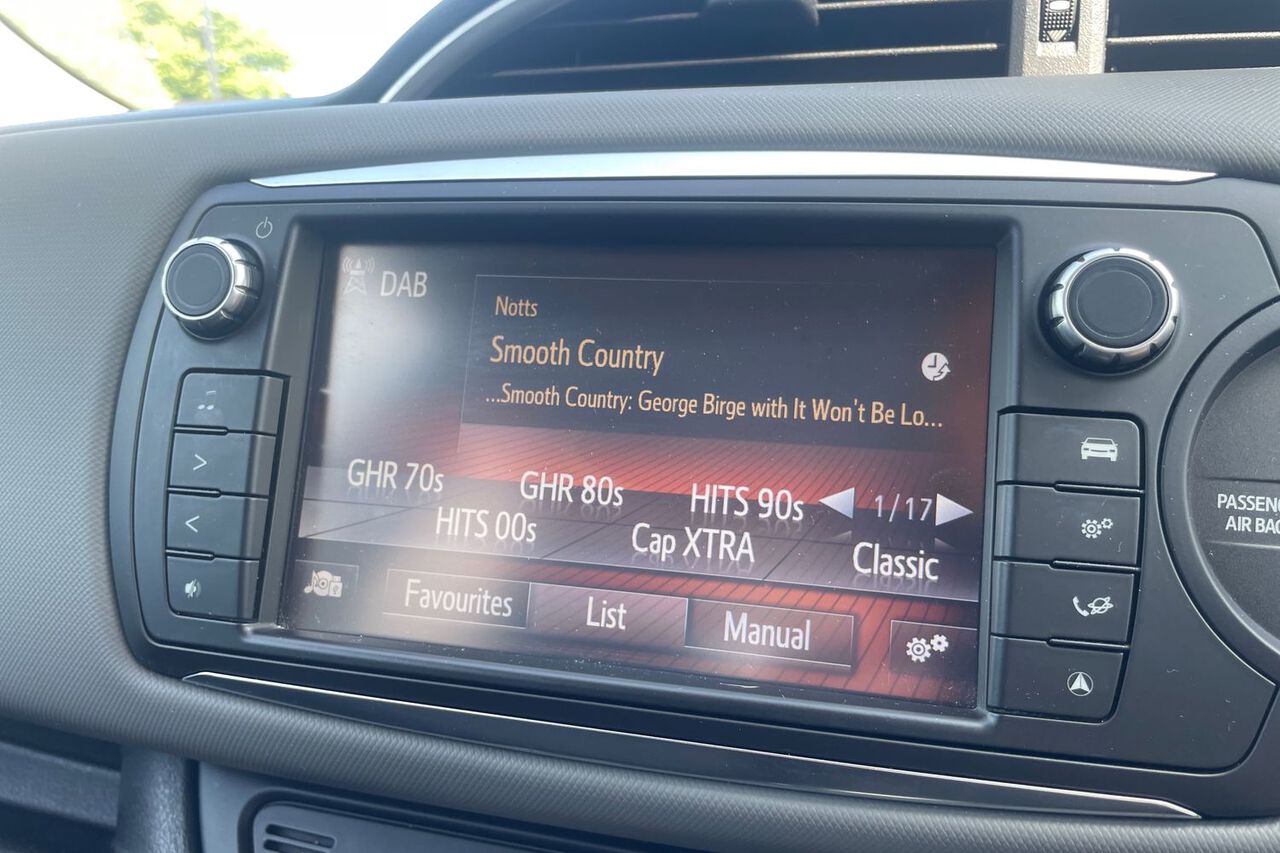 DAB
Notts
Smooth Country
...Smooth Country: George Birge with It Won't Be Lo...
GHR 70s GHR 80s HITS 90s 1/17
HITS 00s Cap XTRA Classic
Favourites List Manual
PASSENG
AIR BAG